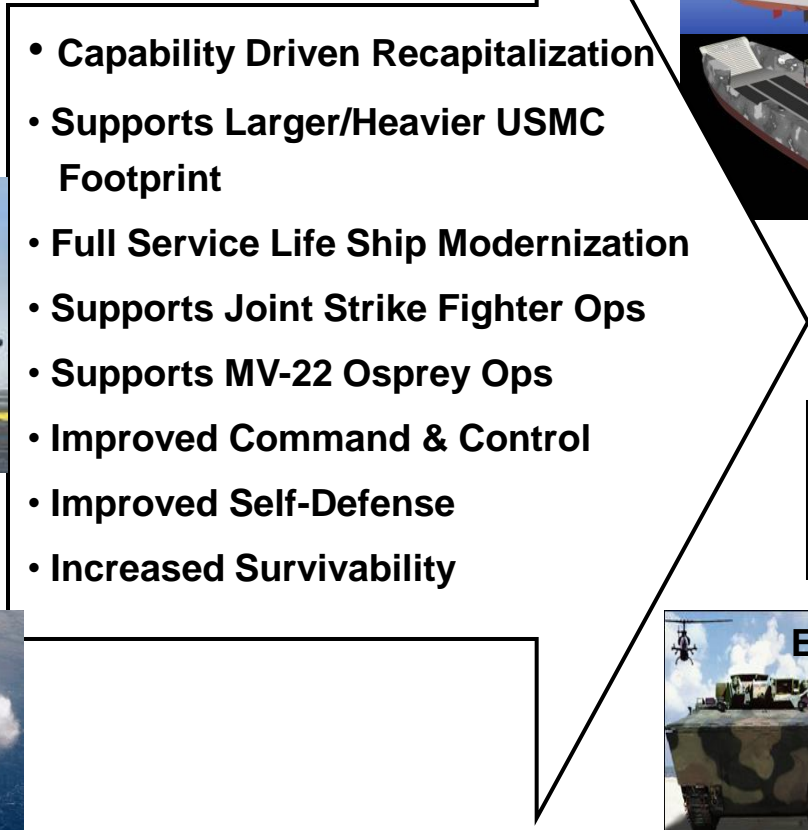 • Capability Driven Recapitalization
• Supports Larger/Heavier USMC
Footprint
• Full Service Life Ship Modernization
• Supports Joint Strike Fighter Ops
• Supports MV-22 Osprey Ops
• Improved Command & Control
• Improved Self-Defense
• Increased Survivability
E